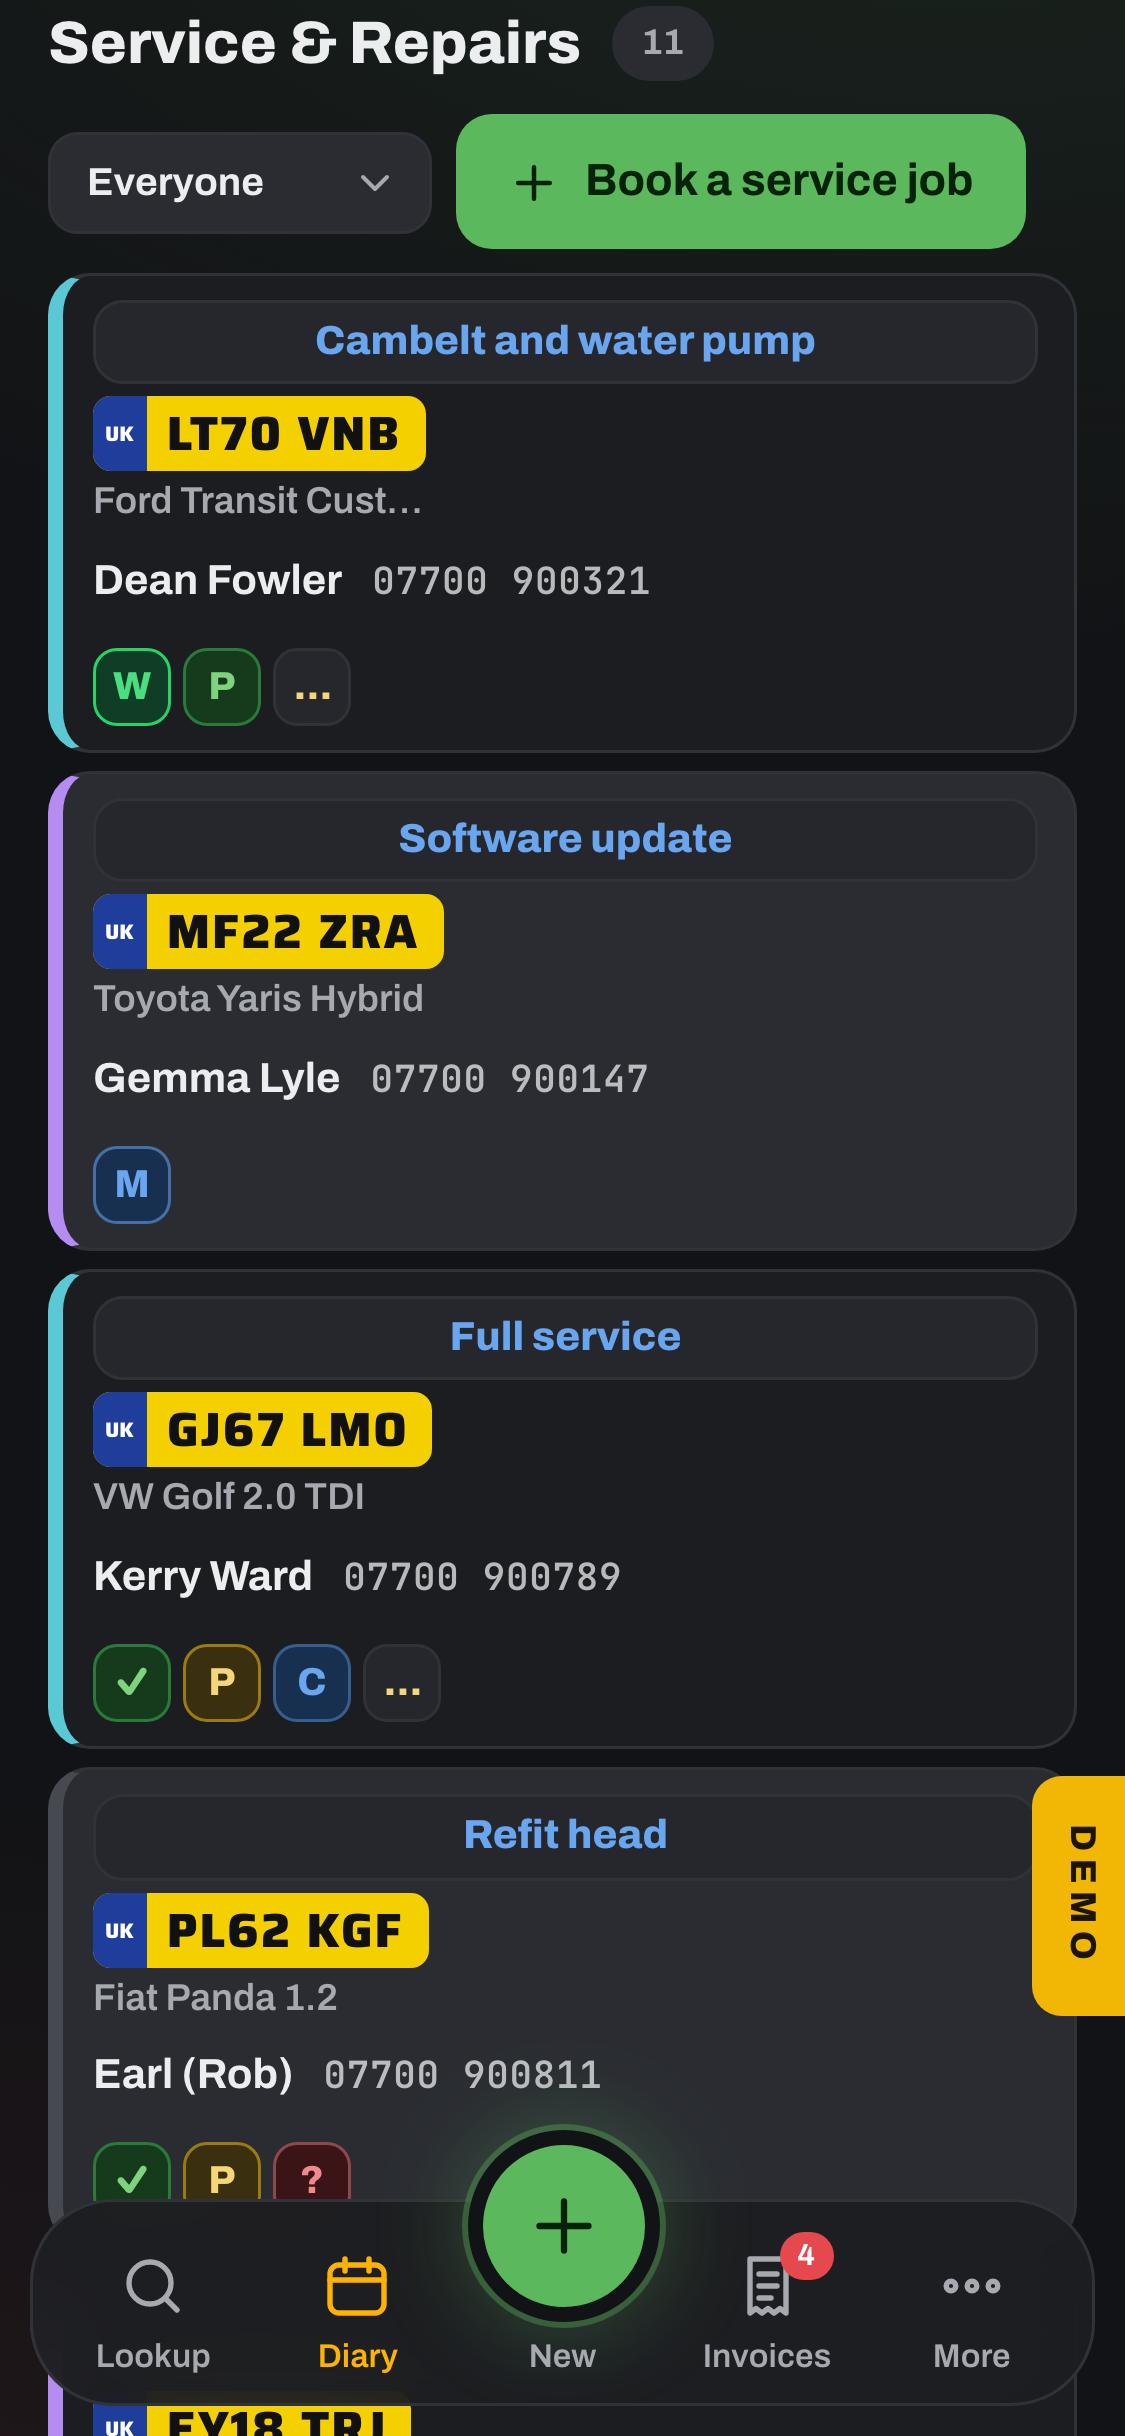 Service & Repairs 11
Everyone
+ Book a service job
Cambelt and water pump
UK LT70 VNB
Ford Transit Cust...
Dean Fowler 07700 900321
W P ...
Software update
UK MF22 ZRA
Toyota Yaris Hybrid
Gemma Lyle 07700 900147
M
Full service
UK GJ67 LMO
VW Golf 2.0 TDI
Kerry Ward 07700 900789
✓ P C ...
Refit head
DEMO
UK PL62 KGF
Fiat Panda 1.2
Earl (Rob) 07700 900811
✓ P ?
4
Lookup Diary New Invoices More
UK